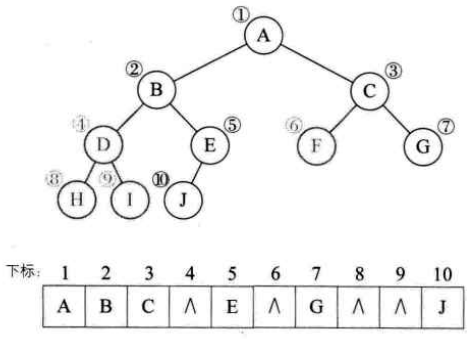 ①
A
②
B
③
C
④
D
⑤
E
⑥
F
⑦
G
⑧
H
⑨
I
⑩
J
下标: 1 2 3 4 5 6 7 8 9 10
A B C ∧ E ∧ G ∧ ∧ J